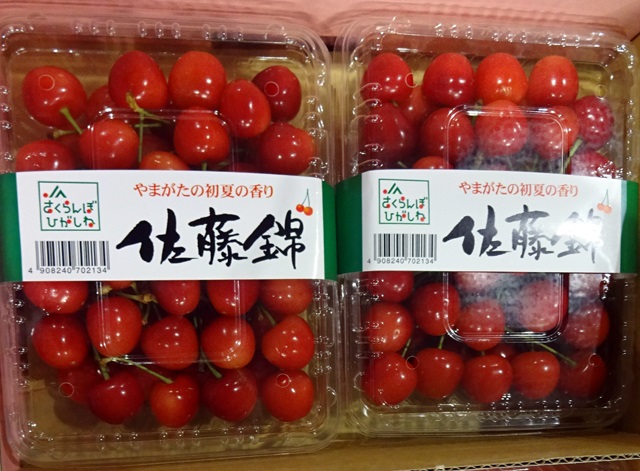 JA
さくらんぼ
ひがしね
やまがたの初夏の香り
佐藤錦
4 908240 702134
JA
さくらんぼ
ひがしね
やまがたの初夏の香り
佐藤錦
4 908240 702134